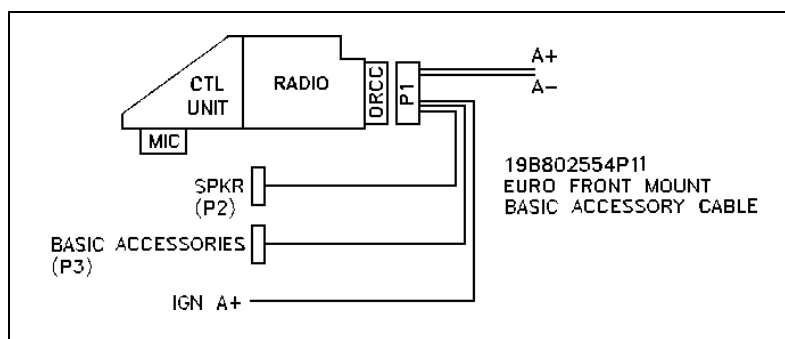 A+
A-
CTL
UNIT
RADIO
ORCC
P1
MIC
SPKR
(P2)
19B802554P11
EURO FRONT MOUNT
BASIC ACCESSORY CABLE
BASIC ACCESSORIES
(P3)
IGN A+